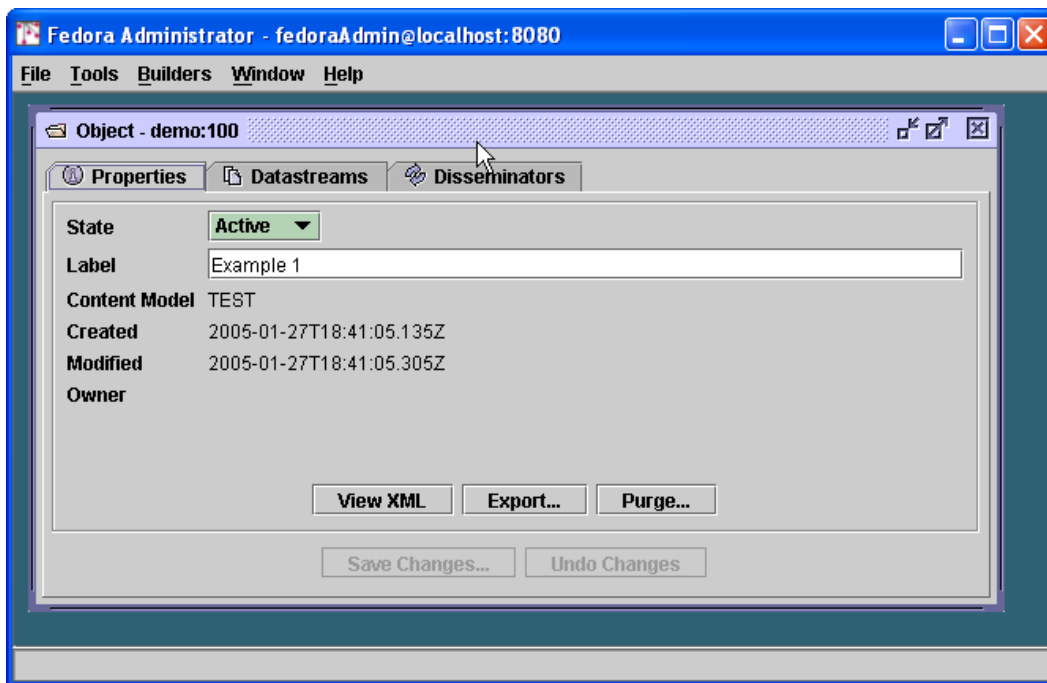 Fedora Administrator - fedoraAdmin@localhost:8080
File Tools Builders Window Help
Object - demo:100
Properties Datastreams Disseminators
State Active
Label Example 1
Content Model TEST
Created 2005-01-27T18:41:05.135Z
Modified 2005-01-27T18:41:05.305Z
Owner
View XML Export... Purge...
Save Changes... Undo Changes